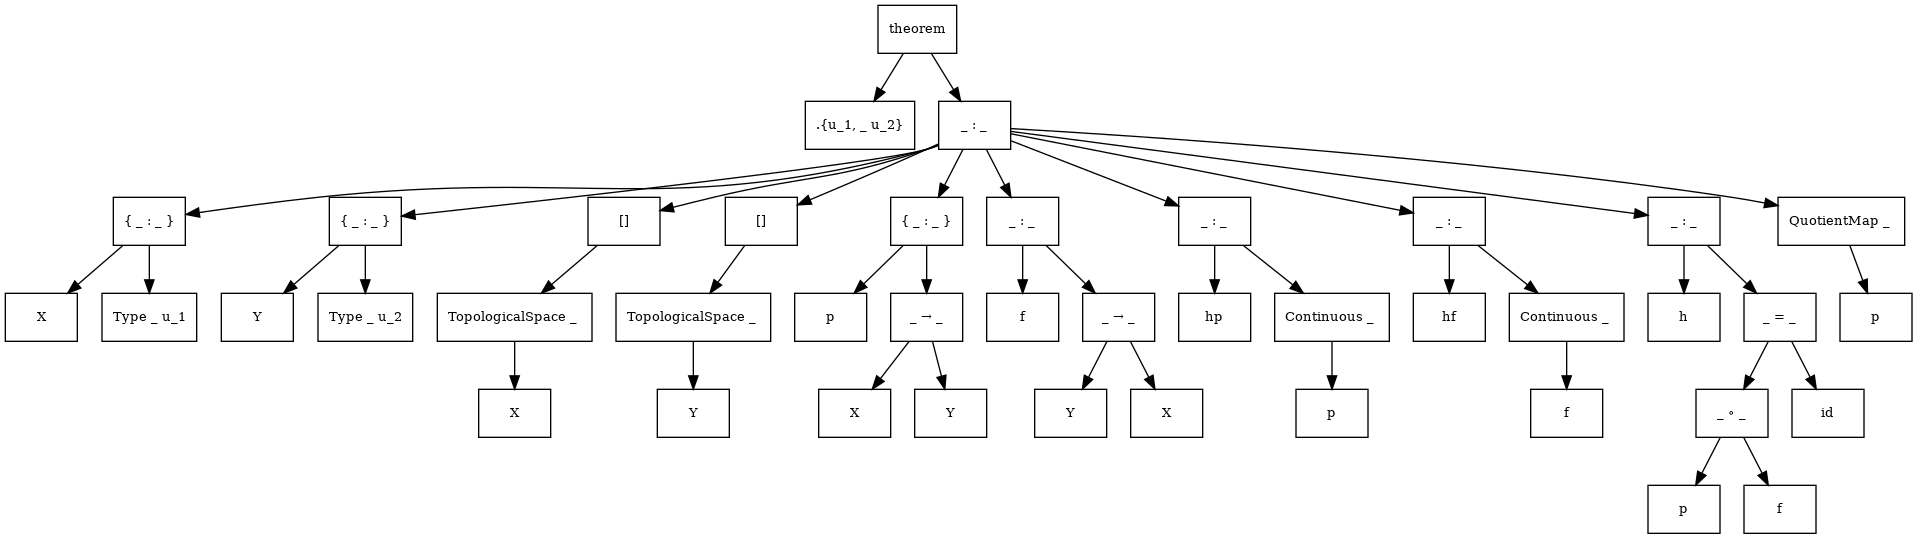 theorem
.{u_1, _ u_2}
_ : _
{ _ : _ }
{ _ : _ }
[]
[]
{ _ : _ }
_ : _
_ : _
_ : _
_ : _
QuotientMap _
X
Type _ u_1
Y
Type _ u_2
TopologicalSpace _
TopologicalSpace _
p
_ → _
f
_ → _
hp
Continuous _
hf
Continuous _
h
_ = _
p
X
Y
X
Y
Y
X
p
f
_ ∘ _
id
p
f